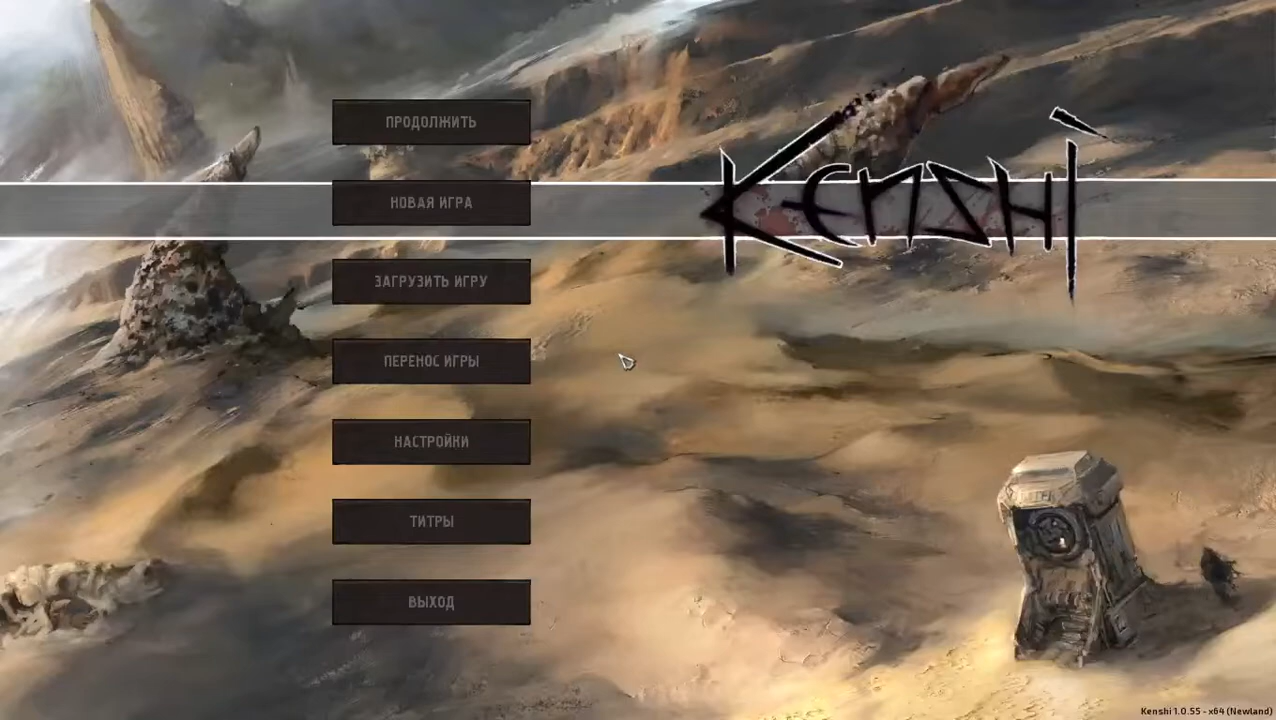 ПРОДОЛЖИТЬ
НОВАЯ ИГРА
Kenshi
ЗАГРУЗИТЬ ИГРУ
ПЕРЕНОС ИГРЫ
НАСТРОЙКИ
ТИТРЫ
ВЫХОД
Kenshi 1.0.55 - x64 (Newland)